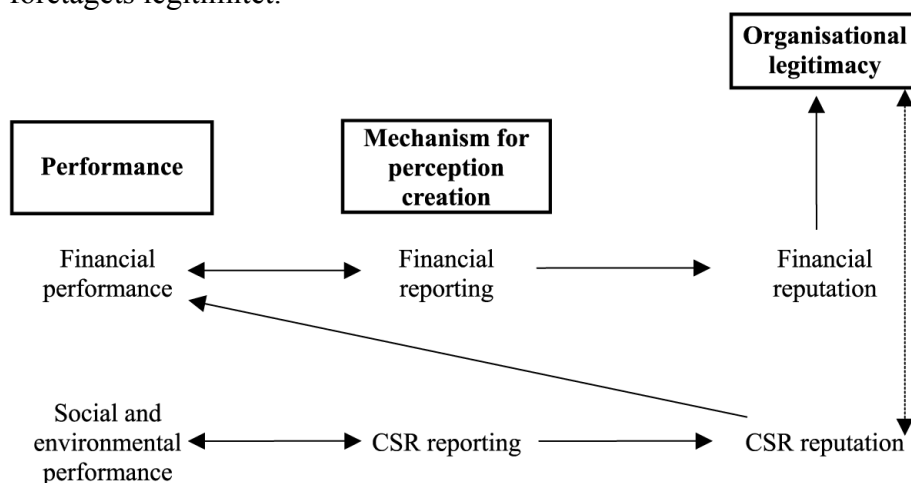 företagets legitimitet.
Organisational
legitimacy
Performance
Mechanism for
perception
creation
Financial
performance
Financial
reporting
Financial
reputation
Social and
environmental
performance
CSR reporting
CSR reputation